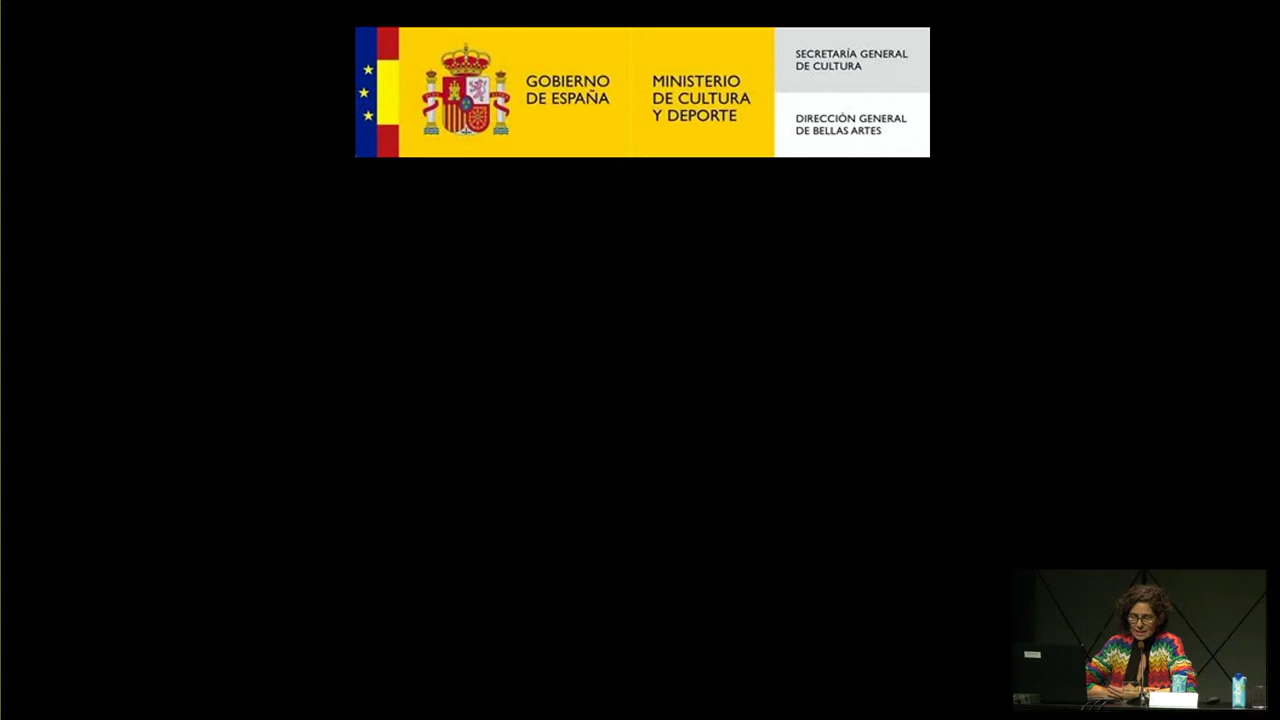 GOBIERNO
DE ESPAÑA
MINISTERIO
DE CULTURA
Y DEPORTE
SECRETARÍA GENERAL
DE CULTURA
DIRECCIÓN GENERAL
DE BELLAS ARTES